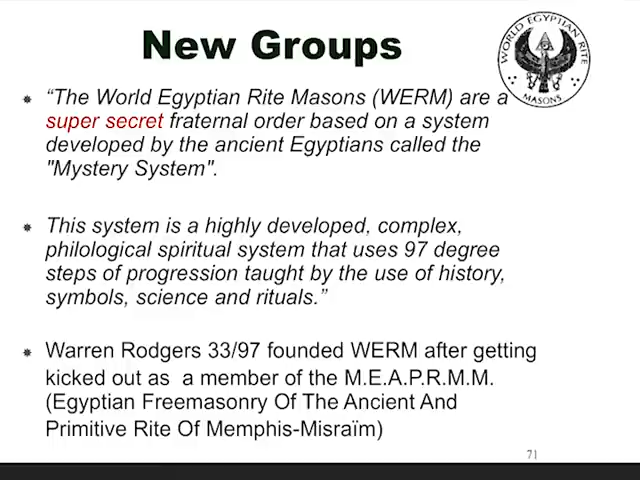 New Groups
WORLD EGYPTIAN RITE
MASONS
“The World Egyptian Rite Masons (WERM) are a
super secret fraternal order based on a system
developed by the ancient Egyptians called the
"Mystery System".
This system is a highly developed, complex,
philological spiritual system that uses 97 degree
steps of progression taught by the use of history,
symbols, science and rituals.”
Warren Rodgers 33/97 founded WERM after getting
kicked out as a member of the M.E.A.P.R.M.M.
(Egyptian Freemasonry Of The Ancient And
Primitive Rite Of Memphis-Misraïm)
71